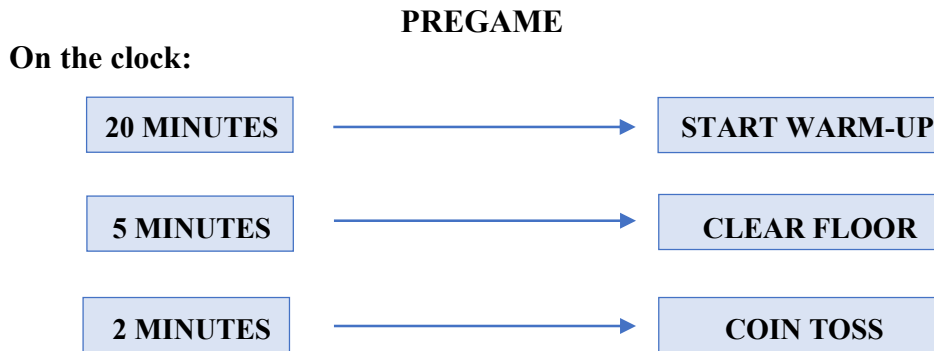 PREGAME
On the clock:
20 MINUTES START WARM-UP
5 MINUTES CLEAR FLOOR
2 MINUTES COIN TOSS